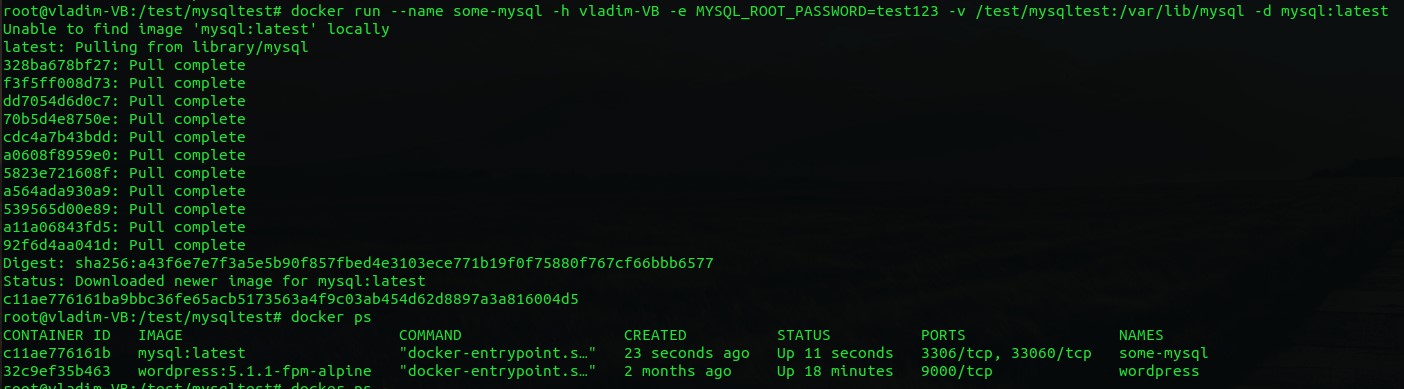 root@vladim-VB:/test/mysqltest# docker run --name some-mysql -h vladim-VB -e MYSQL_ROOT_PASSWORD=test123 -v /test/mysqltest:/var/lib/mysql -d mysql:latest
Unable to find image 'mysql:latest' locally
latest: Pulling from library/mysql
328ba678bf27: Pull complete
f3f5ff008d73: Pull complete
dd7054d6d0c7: Pull complete
70b5d4e8750e: Pull complete
cdc4a7b43bdd: Pull complete
a0608f8959e0: Pull complete
5823e721608f: Pull complete
a564ada930a9: Pull complete
539565d00e89: Pull complete
a11a06843fd5: Pull complete
92f6d4aa041d: Pull complete
Digest: sha256:a43f6e7e7f3a5e5b90f857fbed4e3103ece771b19f0f75880f767cf66bbb6577
Status: Downloaded newer image for mysql:latest
c11ae776161ba9bbc36fe65acb5173563a4f9c03ab454d62d8897a3a816004d5
root@vladim-VB:/test/mysqltest# docker ps
CONTAINER ID   IMAGE                        COMMAND                  CREATED          STATUS          PORTS                 NAMES
c11ae776161b   mysql:latest                 "docker-entrypoint.s…"   23 seconds ago   Up 11 seconds   3306/tcp, 33060/tcp   some-mysql
32c9ef35b463   wordpress:5.1.1-fpm-alpine   "docker-entrypoint.s…"   2 months ago     Up 18 minutes   9000/tcp              wordpress
root@vladim-VB:/test/mysqltest# docker ps